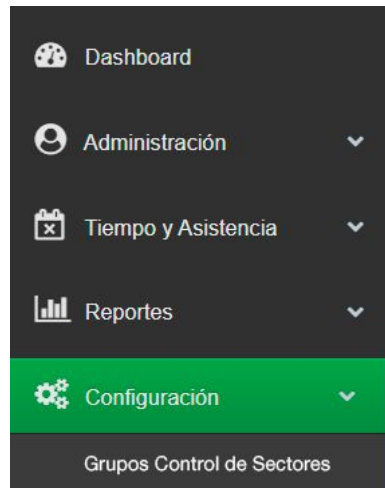 Dashboard
Administración
Tiempo y Asistencia
Reportes
Configuración
Grupos Control de Sectores